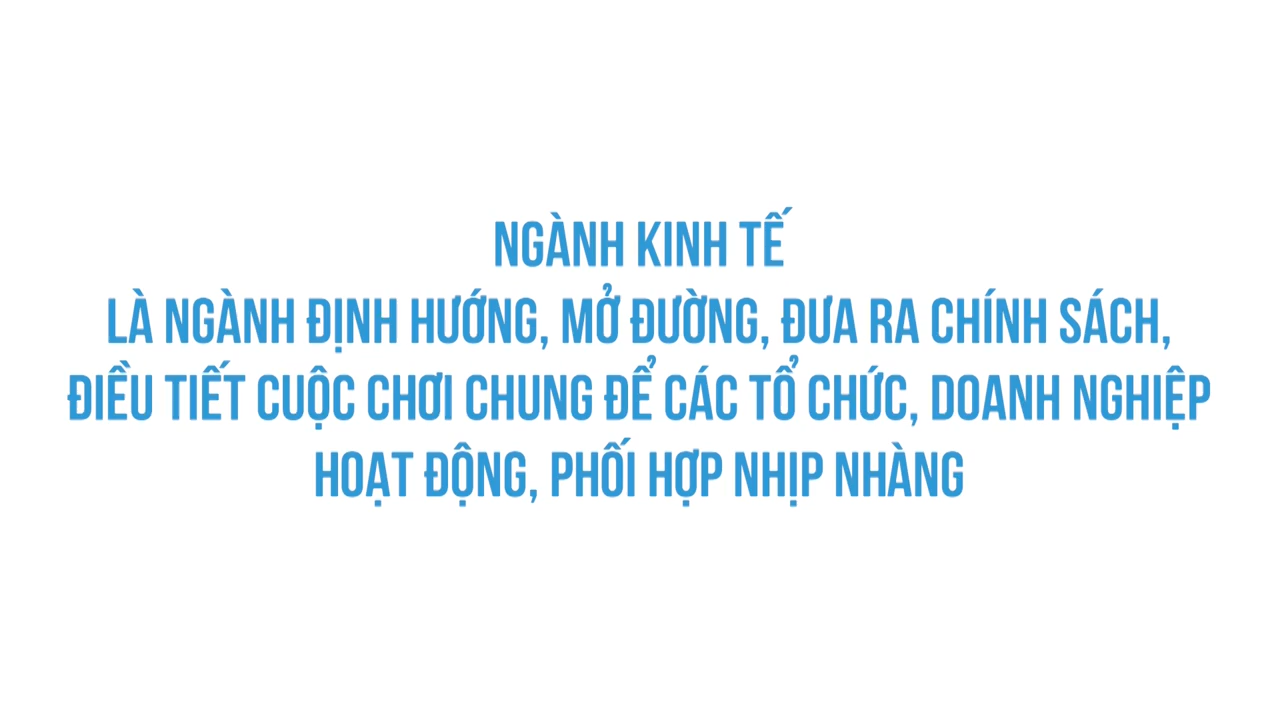 NGÀNH KINH TẾ
LÀ NGÀNH ĐỊNH HƯỚNG, MỞ ĐƯỜNG, ĐƯA RA CHÍNH SÁCH,
ĐIỀU TIẾT CUỘC CHƠI CHUNG ĐỂ CÁC TỔ CHỨC, DOANH NGHIỆP
HOẠT ĐỘNG, PHỐI HỢP NHỊP NHÀNG